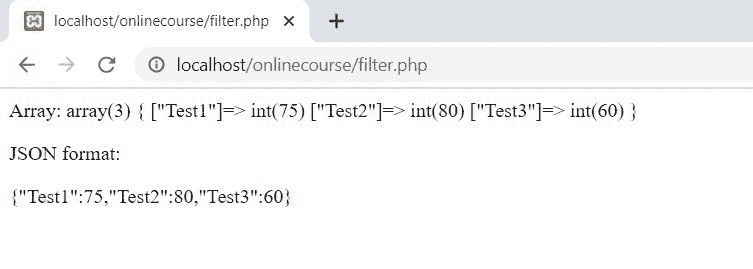 localhost/onlinecourse/filter.php
localhost/onlinecourse/filter.php
Array: array(3) { ["Test1"]=> int(75) ["Test2"]=> int(80) ["Test3"]=> int(60) }
JSON format:
{"Test1":75,"Test2":80,"Test3":60}